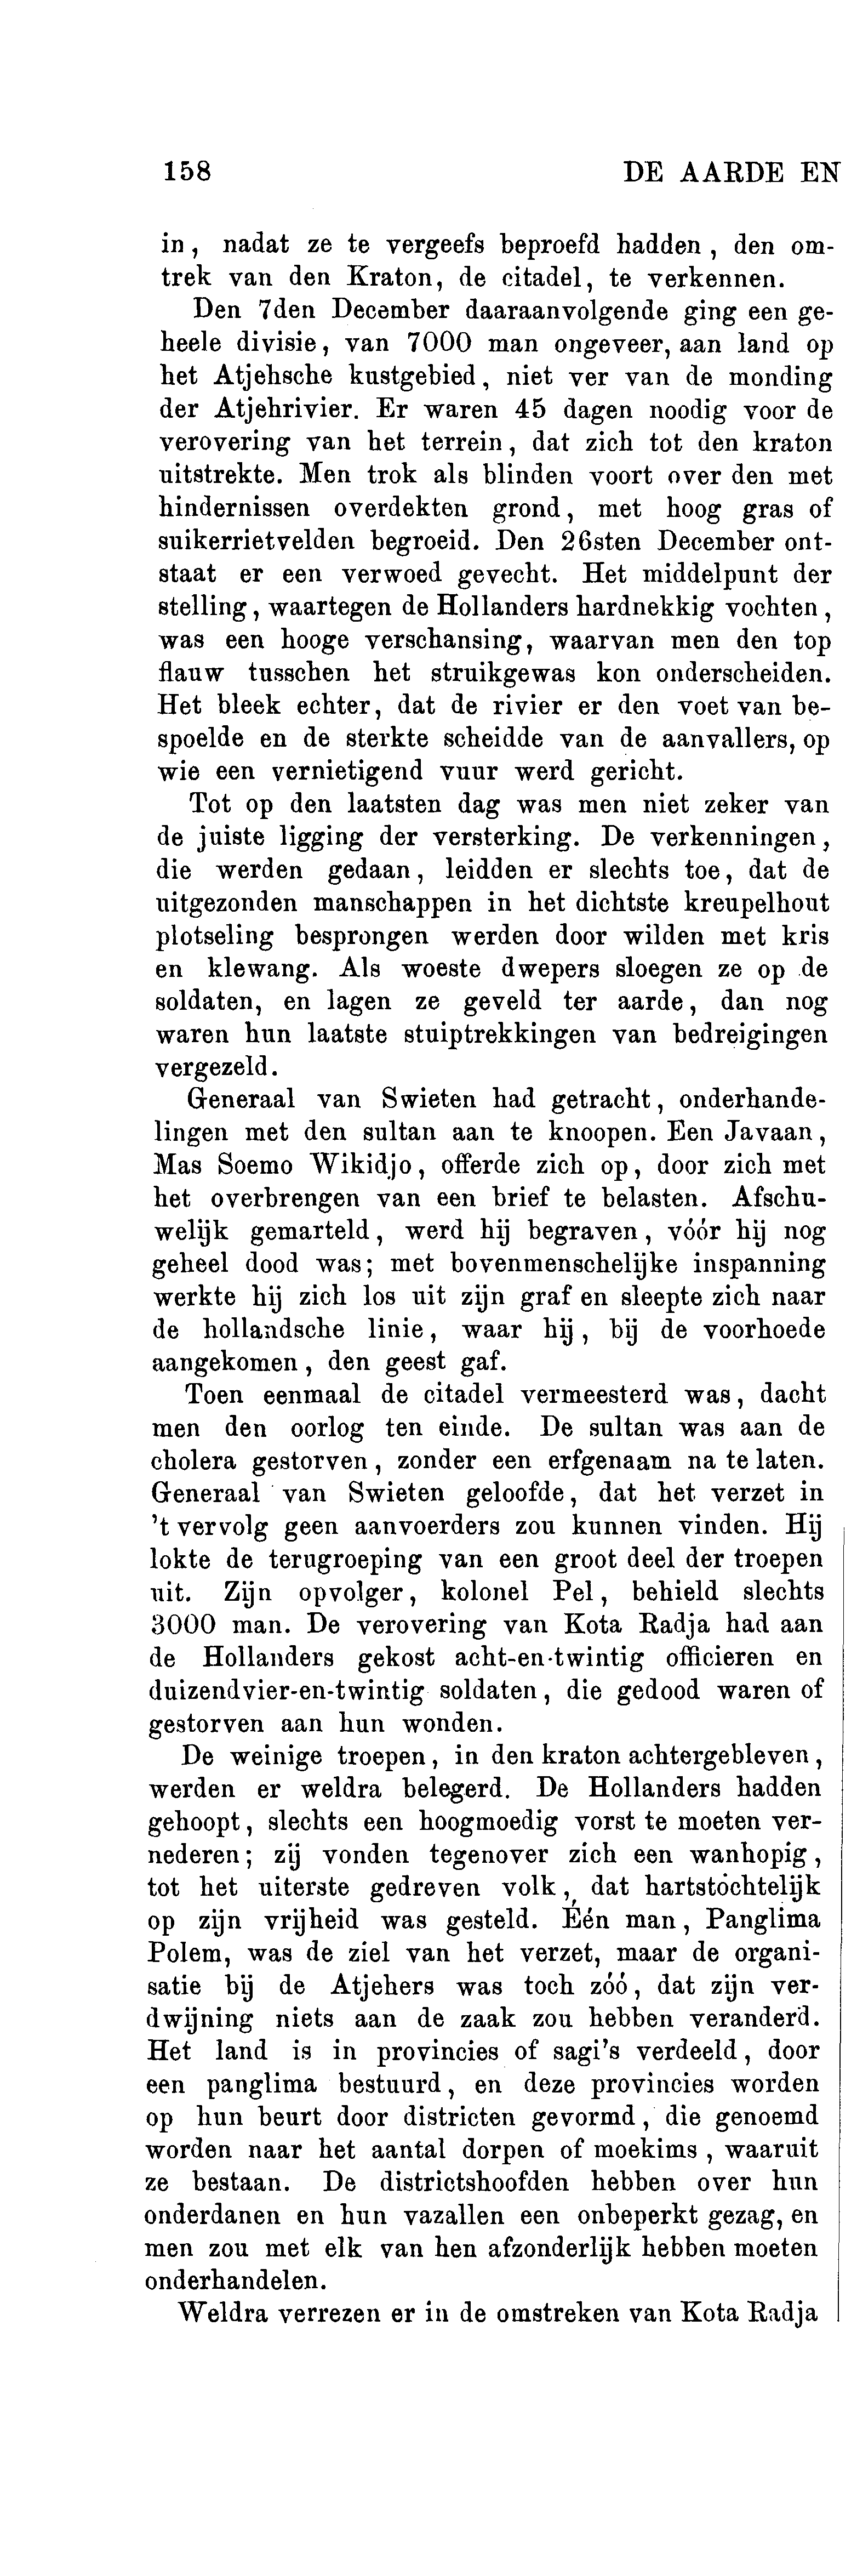 158 DE AARDE EN
in, nadat ze te vergeefs beproefd hadden, den om-
trek van den Kraton, de citadel, te verkennen.
Den 7den December daaraanvolgende ging een ge-
heele divisie, van 7000 man ongeveer, aan land op
het Atjehsche kustgebied, niet ver van de monding
der Atjehrivier. Er waren 45 dagen noodig voor de
verovering van het terrein, dat zich tot den kraton
uitstrekte. Men trok als blinden voort over den met
hindernissen overdekten grond, met hoog gras of
suikerrietvelden begroeid. Den 26sten December ont-
staat er een verwoed gevecht. Het middelpunt der
stelling, waartegen de Hollanders hardnekkig vochten,
was een hooge verschansing, waarvan men den top
flauw tusschen het struikgewas kon onderscheiden.
Het bleek echter, dat de rivier er den voet van be-
spoelde en de sterkte scheidde van de aanvallers, op
wie een vernietigend vuur werd gericht.
Tot op den laatsten dag was men niet zeker van
de juiste ligging der versterking. De verkenningen,
die werden gedaan, leidden er slechts toe, dat de
uitgezonden manschappen in het dichtste kreupelhout
plotseling besprongen werden door wilden met kris
en klewang. Als woeste dwepers sloegen ze op de
soldaten, en lagen ze geveld ter aarde, dan nog
waren hun laatste stuiptrekkingen van bedreigingen
vergezeld.
Generaal van Swieten had getracht, onderhande-
lingen met den sultan aan te knoopen. Een Javaan,
Mas Soemo Wikidjo, offerde zich op, door zich met
het overbrengen van een brief te belasten. Afschu-
welijk gemarteld, werd hij begraven, vóór hij nog
geheel dood was; met bovenmenschelijke inspanning
werkte hij zich los uit zijn graf en sleepte zich naar
de hollandsche linie, waar hij, bij de voorhoede
aangekomen, den geest gaf.
Toen eenmaal de citadel vermeesterd was, dacht
men den oorlog ten einde. De sultan was aan de
cholera gestorven, zonder een erfgenaam na te laten.
Generaal van Swieten geloofde, dat het verzet in
't vervolg geen aanvoerders zou kunnen vinden. Hij
lokte de terugroeping van een groot deel der troepen
uit. Zijn opvolger, kolonel Pel, behield slechts
3000 man. De verovering van Kota Radja had aan
de Hollanders gekost acht-en-twintig officieren en
duizendvier-en-twintig soldaten, die gedood waren of
gestorven aan hun wonden.
De weinige troepen, in den kraton achtergebleven,
werden er weldra belegerd. De Hollanders hadden
gehoopt, slechts een hoogmoedig vorst te moeten ver-
nederen; zij vonden tegenover zich een wanhopig,
tot het uiterste gedreven volk, dat hartstochtelijk
op zijn vrijheid was gesteld. Één man, Panglima
Polem, was de ziel van het verzet, maar de organi-
satie bij de Atjehers was toch zóó, dat zijn ver-
dwijning niets aan de zaak zou hebben veranderd.
Het land is in provincies of sagi's verdeeld, door
een panglima bestuurd, en deze provincies worden
op hun beurt door districten gevormd, die genoemd
worden naar het aantal dorpen of moekims, waaruit
ze bestaan. De districtshoofden hebben over hun
onderdanen en hun vazallen een onbeperkt gezag, en
men zou met elk van hen afzonderlijk hebben moeten
onderhandelen.
Weldra verrezen er in de omstreken van Kota Radja